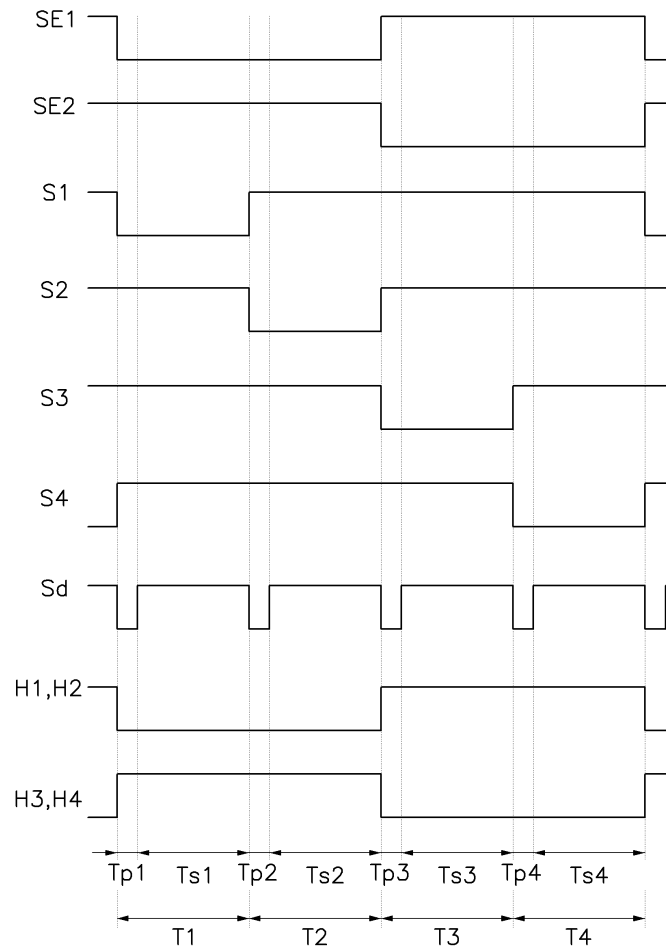 SE1
SE2
S1
S2
S3
S4
Sd
H1,H2
H3,H4
Tp1 Ts1 Tp2 Ts2 Tp3 Ts3 Tp4 Ts4
T1 T2 T3 T4